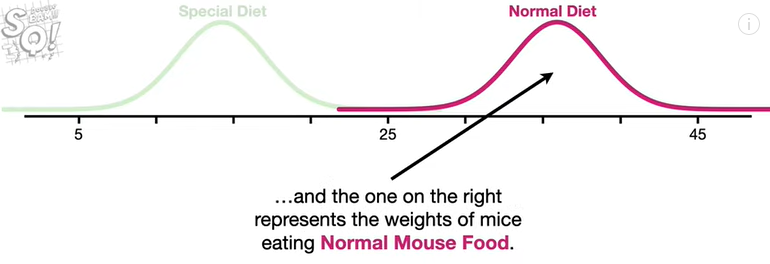 Special Diet
Normal Diet
SQ!
5
25
45
…and the one on the right
represents the weights of mice
eating Normal Mouse Food.